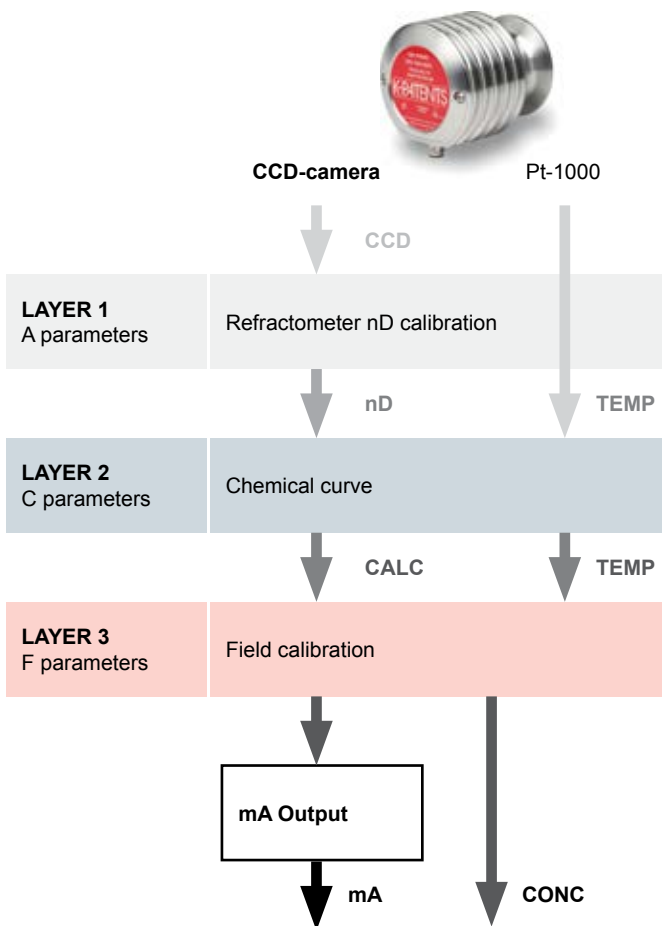 K-PATENTS
CCD-camera
Pt-1000
CCD
LAYER 1
A parameters
Refractometer nD calibration
nD
TEMP
LAYER 2
C parameters
Chemical curve
CALC
TEMP
LAYER 3
F parameters
Field calibration
mA Output
mA
CONC